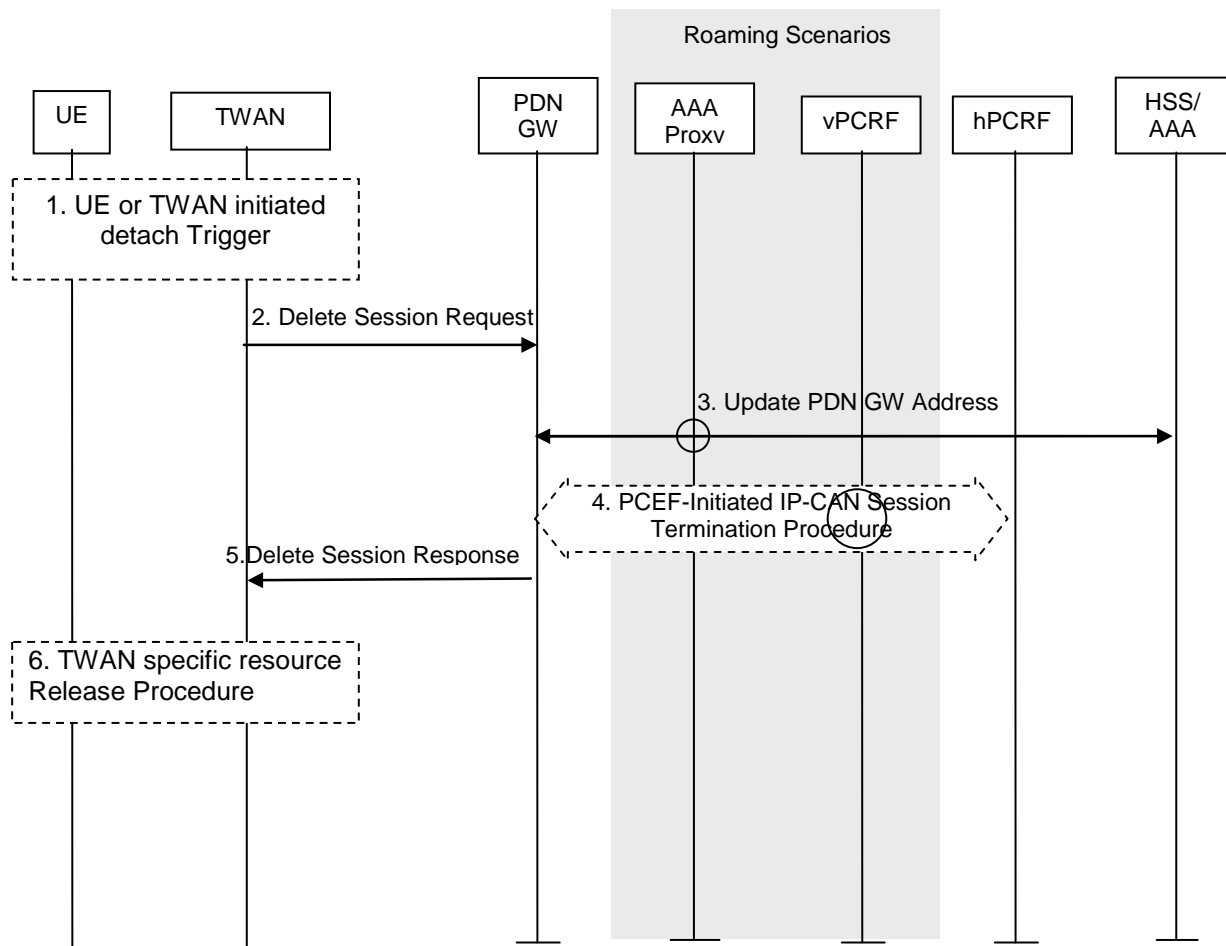 Roaming Scenarios
UE
TWAN
PDN
GW
AAA
Proxv
vPCRF
hPCRF
HSS/
AAA
1. UE or TWAN initiated
detach Trigger
2. Delete Session Request
3. Update PDN GW Address
4. PCEF-Initiated IP-CAN Session
Termination Procedure
5.Delete Session Response
6. TWAN specific resource
Release Procedure